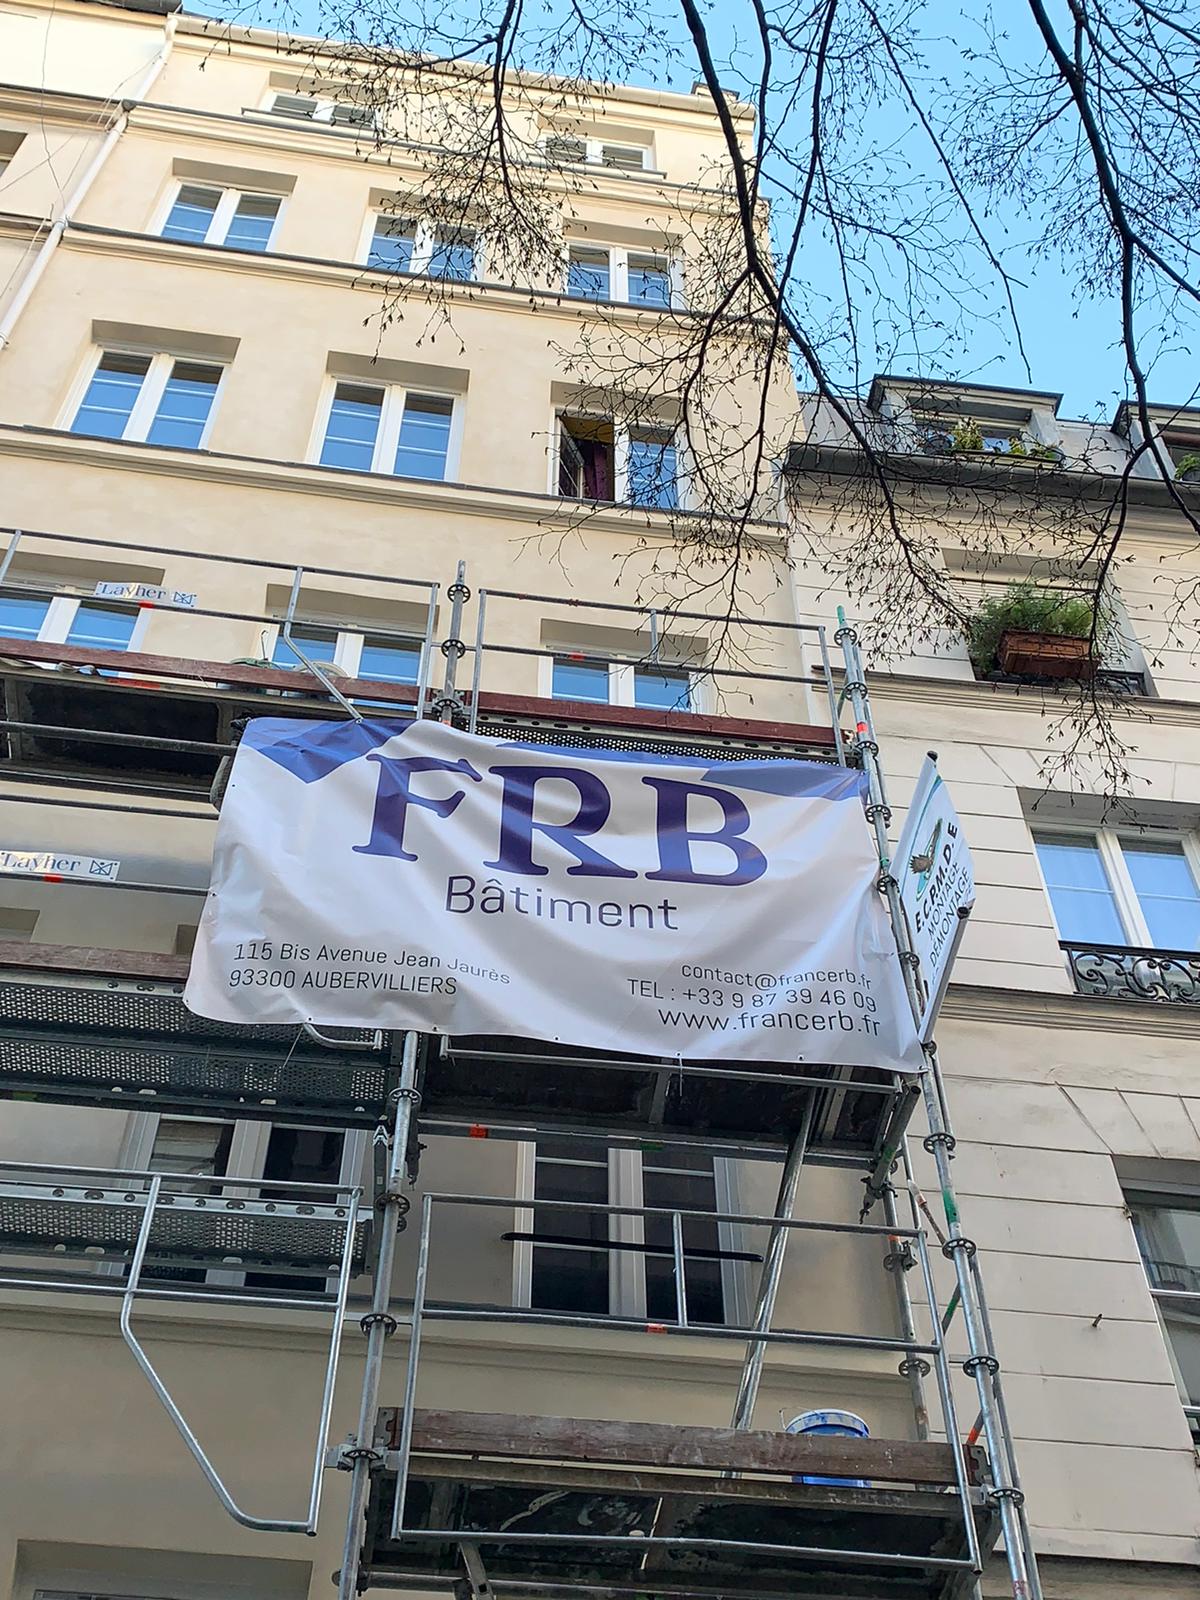 Layher
Layher
FRB
Bâtiment
115 Bis Avenue Jean Jaurès
93300 AUBERVILLIERS
contact@francerb.fr
TEL : +33 9 87 39 46 09
www.francerb.fr
E.C.P.M.D.E
MONTAGE
DÉMONTAGE